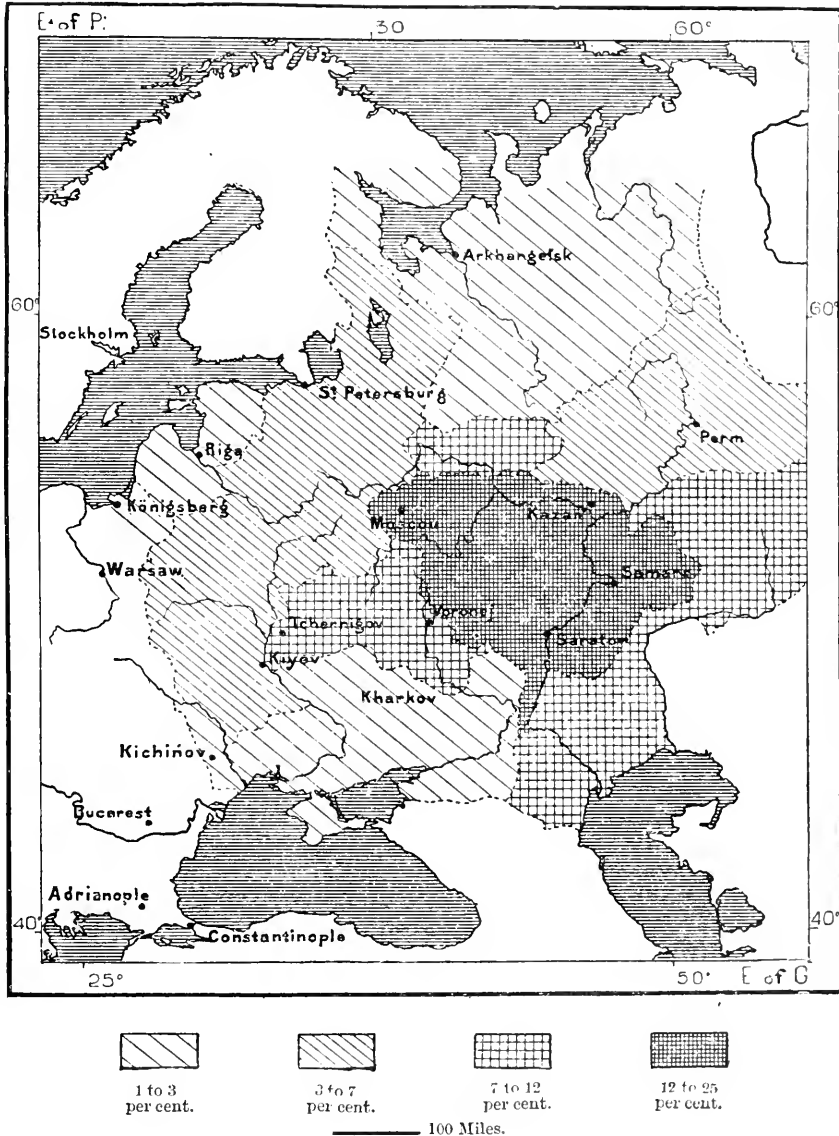 E. of P.
30
60°
Arkhangelsk
60°
60°
Stockholm
St Petersburg
Perm
Riga
Königsberg
Moscou
Kazan
Warsaw
Samara
Tchernigov
Voronej
Saratov
Kiyev
Kharkov
Kichinov
Bucarest
Adrianople
40°
40°
Constantinople
25°
50° E of G
1 to 3 per cent.
3 to 7 per cent.
7 to 12 per cent.
12 to 25 per cent.
100 Miles.